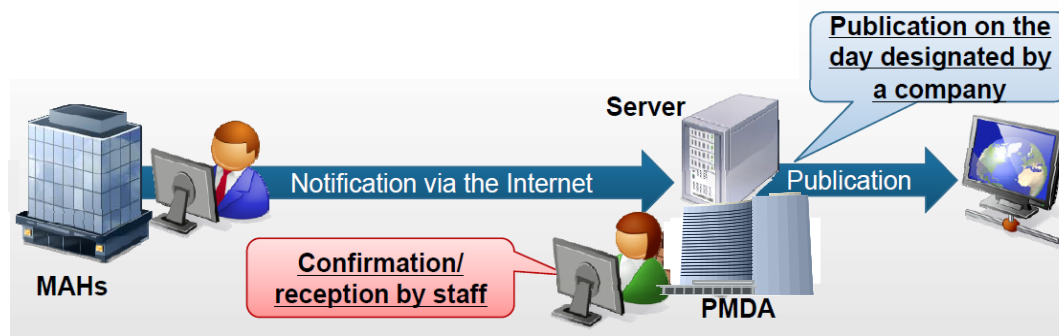 Publication on the
day designated by
a company
Server
Notification via the Internet
Publication
Confirmation/
reception by staff
MAHs
PMDA